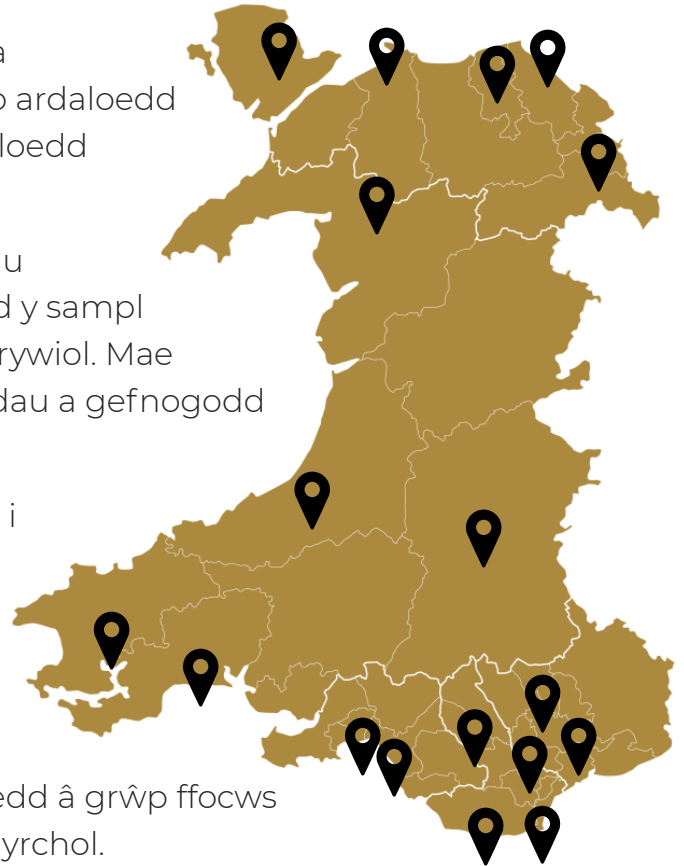 a
ardaloedd
loedd
u
d y sampl
rywiol. Mae
dau a gefnogodd
i
edd â grŵp ffocws
yrchol.